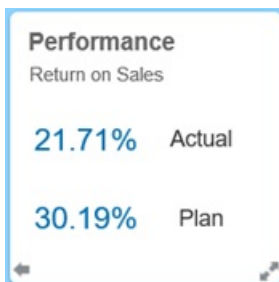 Performance
Return on Sales
21.71% Actual
30.19% Plan